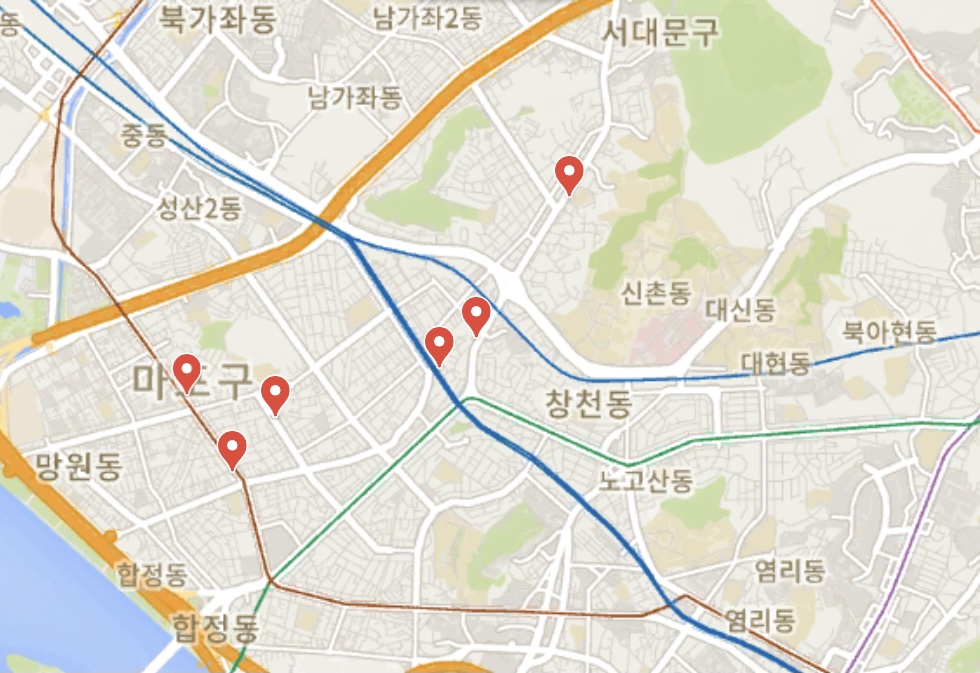 동
북가좌동
남가좌2동
서대문구
남가좌동
중동
성산2동
신촌동
대신동
북아현동
대현동
마포구
창천동
망원동
노고산동
합정동
염리동
합정동
염리동